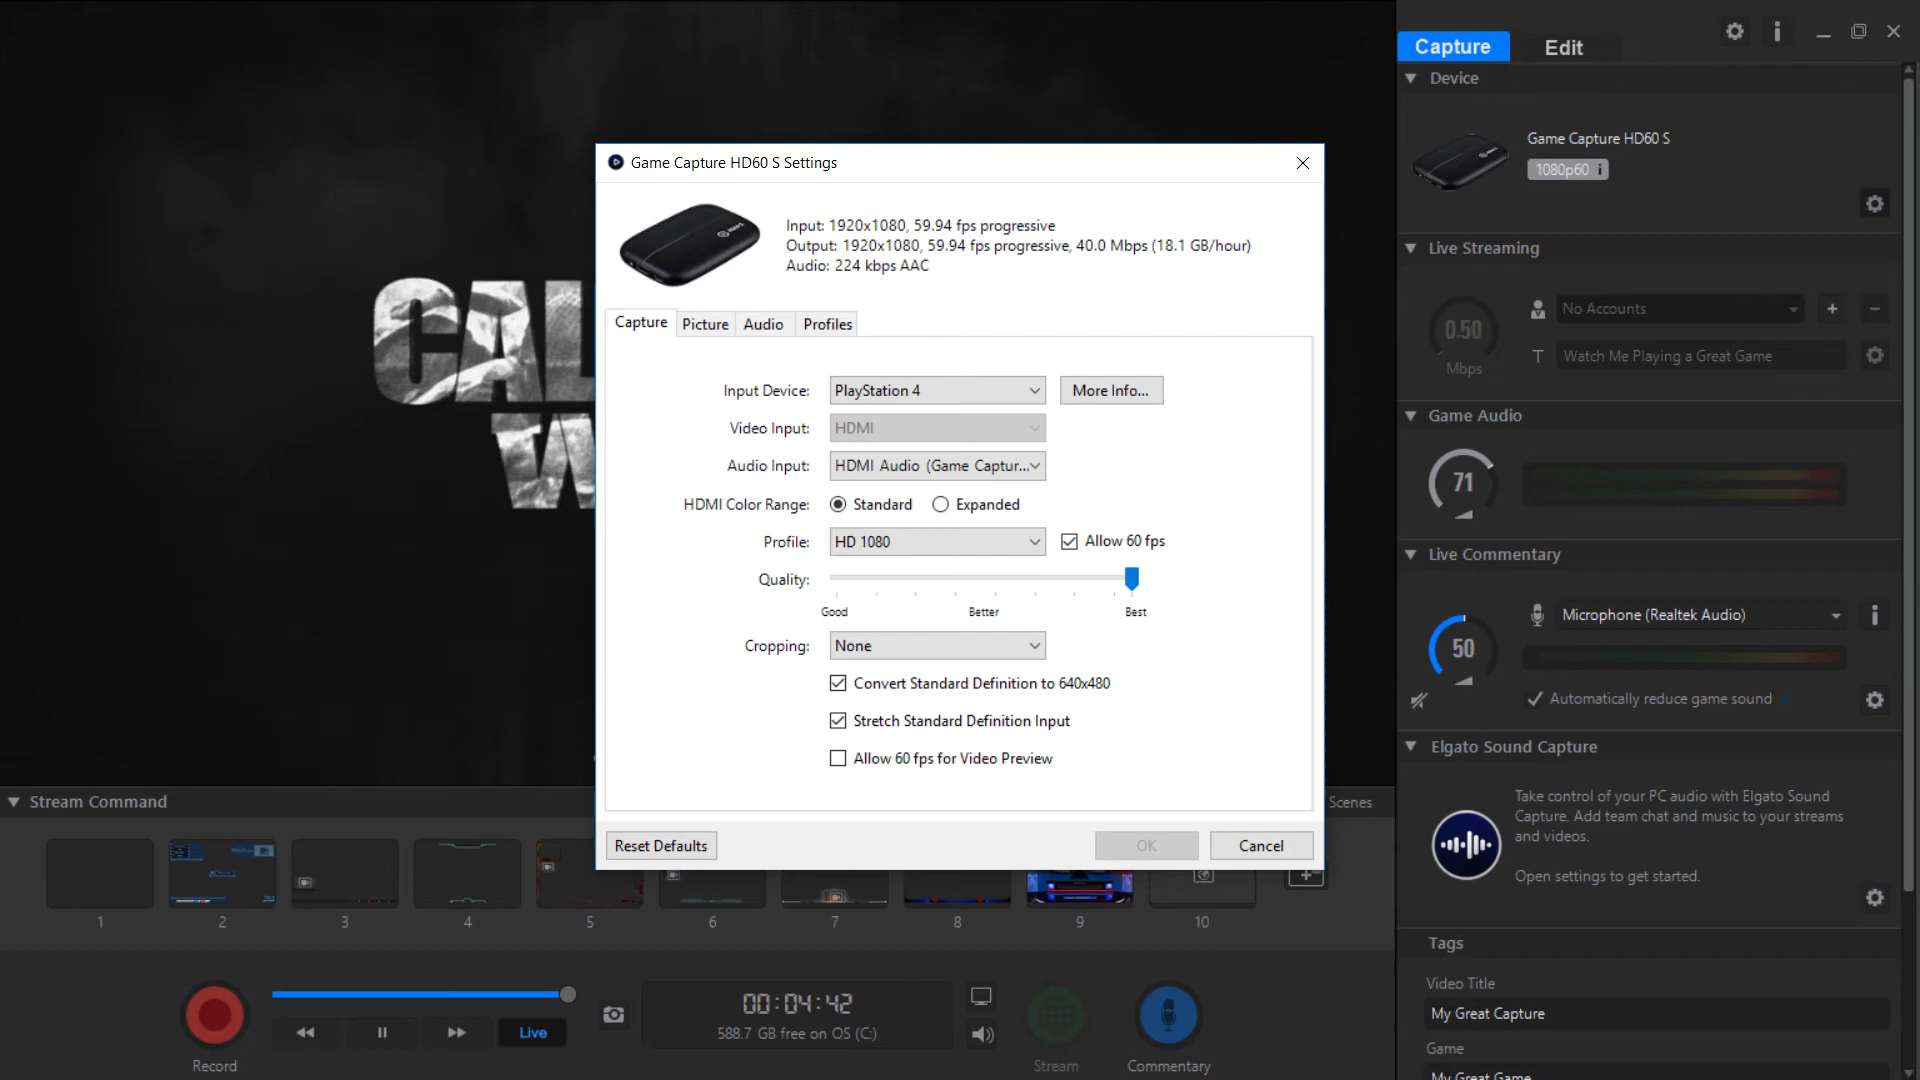 Capture
Edit
Device
Game Capture HD60 S
1080p60 i
Live Streaming
0.50
Mbps
No Accounts
T
Watch Me Playing a Great Game
Game Audio
71
Live Commentary
50
Microphone (Realtek Audio)
Automatically reduce game sound
Elgato Sound Capture
Take control of your PC audio with Elgato Sound
Capture. Add team chat and music to your streams
and videos.
Open settings to get started.
Tags
Video Title
My Great Capture
Game
My Great Game
Game Capture HD60 S Settings
Input: 1920x1080, 59.94 fps progressive
Output: 1920x1080, 59.94 fps progressive, 40.0 Mbps (18.1 GB/hour)
Audio: 224 kbps AAC
Capture
Picture
Audio
Profiles
Input Device:
PlayStation 4
More Info...
Video Input:
HDMI
Audio Input:
HDMI Audio (Game Captur...
HDMI Color Range:
Standard
Expanded
Profile:
HD 1080
Allow 60 fps
Quality:
Good
Better
Best
Cropping:
None
Convert Standard Definition to 640x480
Stretch Standard Definition Input
Allow 60 fps for Video Preview
Reset Defaults
OK
Cancel
CAL
W
Stream Command
Scenes
1
2
3
4
5
6
7
8
9
10
Record
Live
00:04:42
588.7 GB free on OS (C:)
Stream
Commentary